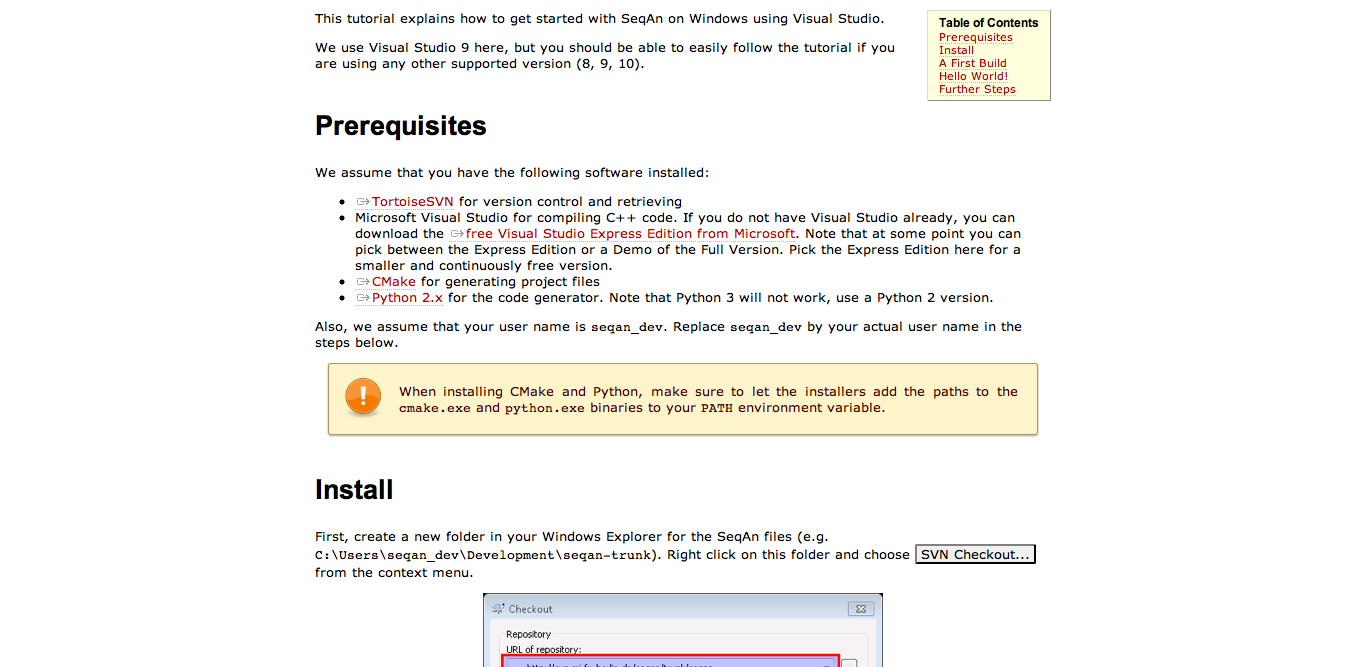 This tutorial explains how to get started with SeqAn on Windows using Visual Studio.
We use Visual Studio 9 here, but you should be able to easily follow the tutorial if you
are using any other supported version (8, 9, 10).
Table of Contents
Prerequisites
Install
A First Build
Hello World!
Further Steps
Prerequisites
We assume that you have the following software installed:
TortoiseSVN for version control and retrieving
Microsoft Visual Studio for compiling C++ code. If you do not have Visual Studio already, you can
download the free Visual Studio Express Edition from Microsoft. Note that at some point you can
pick between the Express Edition or a Demo of the Full Version. Pick the Express Edition here for a
smaller and continuously free version.
CMake for generating project files
Python 2.x for the code generator. Note that Python 3 will not work, use a Python 2 version.
Also, we assume that your user name is seqan_dev. Replace seqan_dev by your actual user name in the
steps below.
When installing CMake and Python, make sure to let the installers add the paths to the
cmake.exe and python.exe binaries to your PATH environment variable.
Install
First, create a new folder in your Windows Explorer for the SeqAn files (e.g.
C:\Users\seqan_dev\Development\seqan-trunk). Right click on this folder and choose SVN Checkout...
from the context menu.
Checkout
Repository
URL of repository: